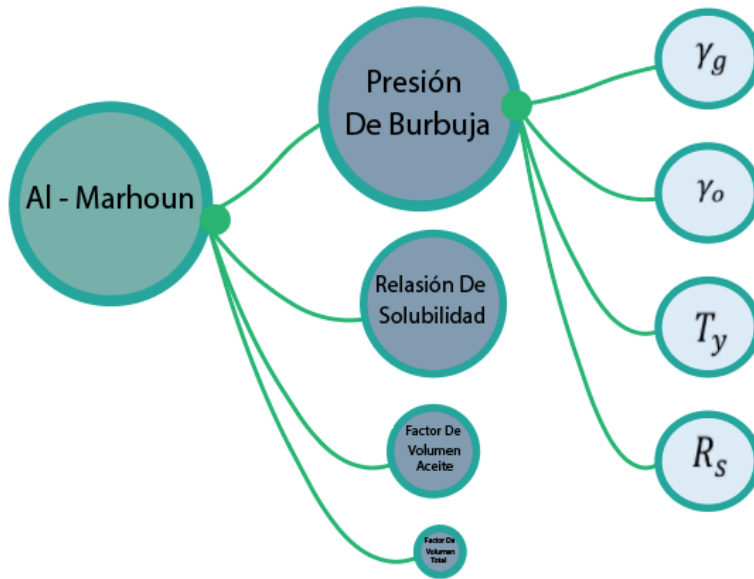 Al - Marhoun
Presión
De Burbuja
Relasión De
Solubilidad
Factor De
Volumen
Aceite
Factor De
Volumen
Total
γg
γo
Ty
Rs